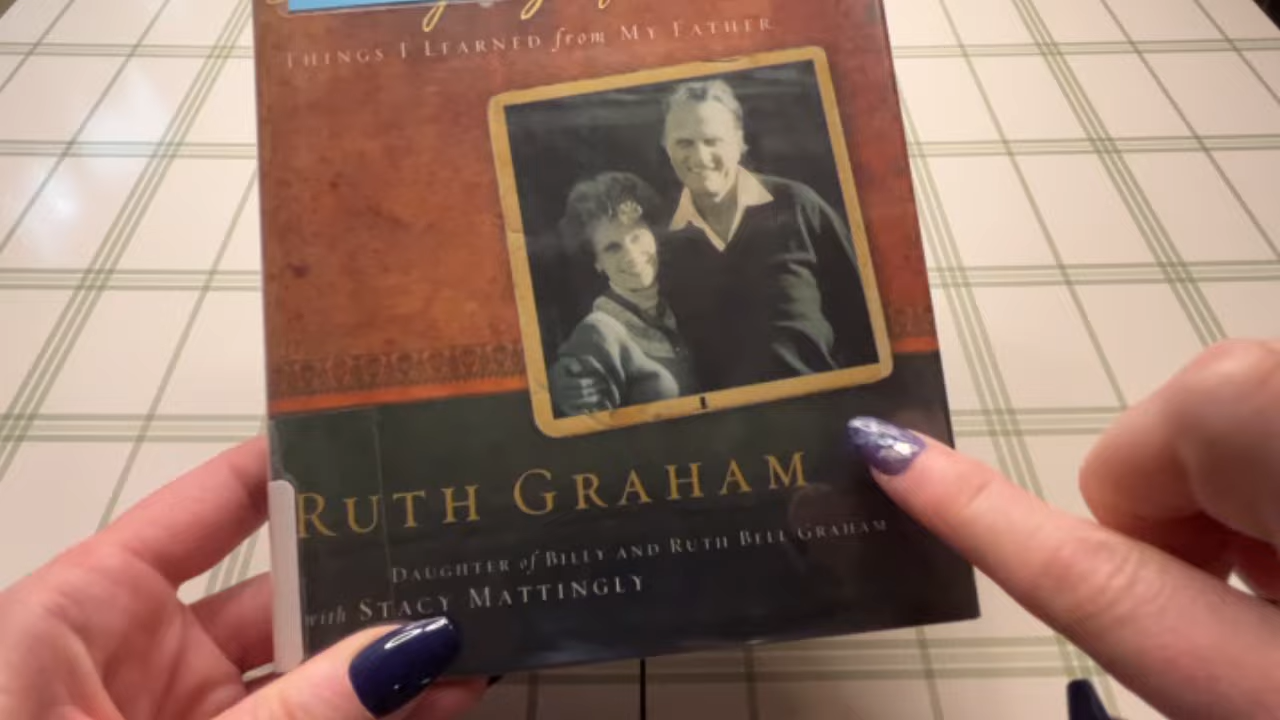 THINGS I LEARNED from MY FATHER
RUTH GRAHAM
DAUGHTER of BILLY AND RUTH BELL GRAHAM
with STACY MATTINGLY